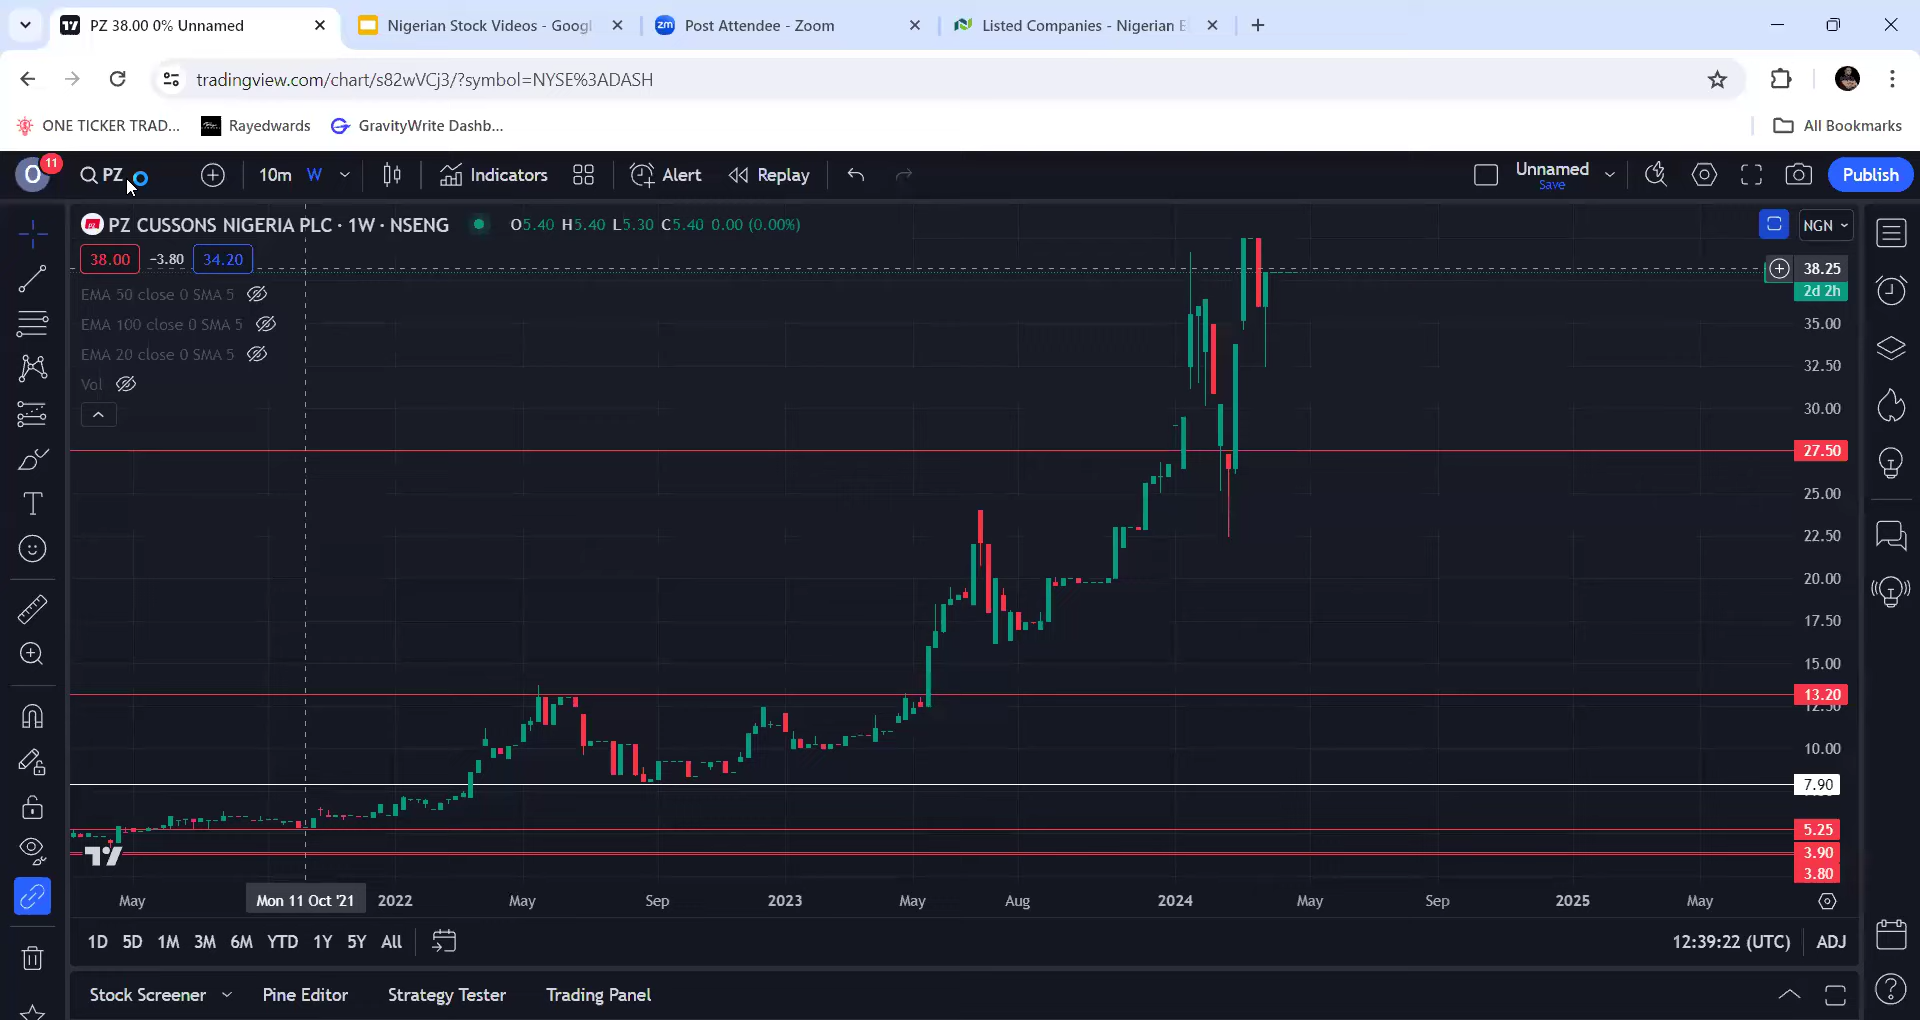 PZ 38.00 0% Unnamed
Nigerian Stock Videos - Googl
zm Post Attendee - Zoom
Listed Companies - Nigerian E
tradingview.com/chart/s82wVCj3/?symbol=NYSE%3ADASH
ONE TICKER TRAD...
Rayedwards
GravityWrite Dashb...
All Bookmarks
O 11
PZ
10m W
Indicators
Alert
Replay
Unnamed
Save
Publish
PZ CUSSONS NIGERIA PLC · 1W · NSENG
O5.40 H5.40 L5.30 C5.40 0.00 (0.00%)
NGN
38.00 -3.80 34.20
EMA 50 close 0 SMA 5
EMA 100 close 0 SMA 5
EMA 20 close 0 SMA 5
Vol
38.25
2d 2h
35.00
32.50
30.00
27.50
25.00
22.50
20.00
17.50
15.00
13.20
12.50
10.00
7.90
5.25
3.90
3.80
May
Mon 11 Oct '21
2022
May
Sep
2023
May
Aug
2024
May
Sep
2025
May
1D 5D 1M 3M 6M YTD 1Y 5Y All
12:39:22 (UTC)
ADJ
Stock Screener
Pine Editor
Strategy Tester
Trading Panel